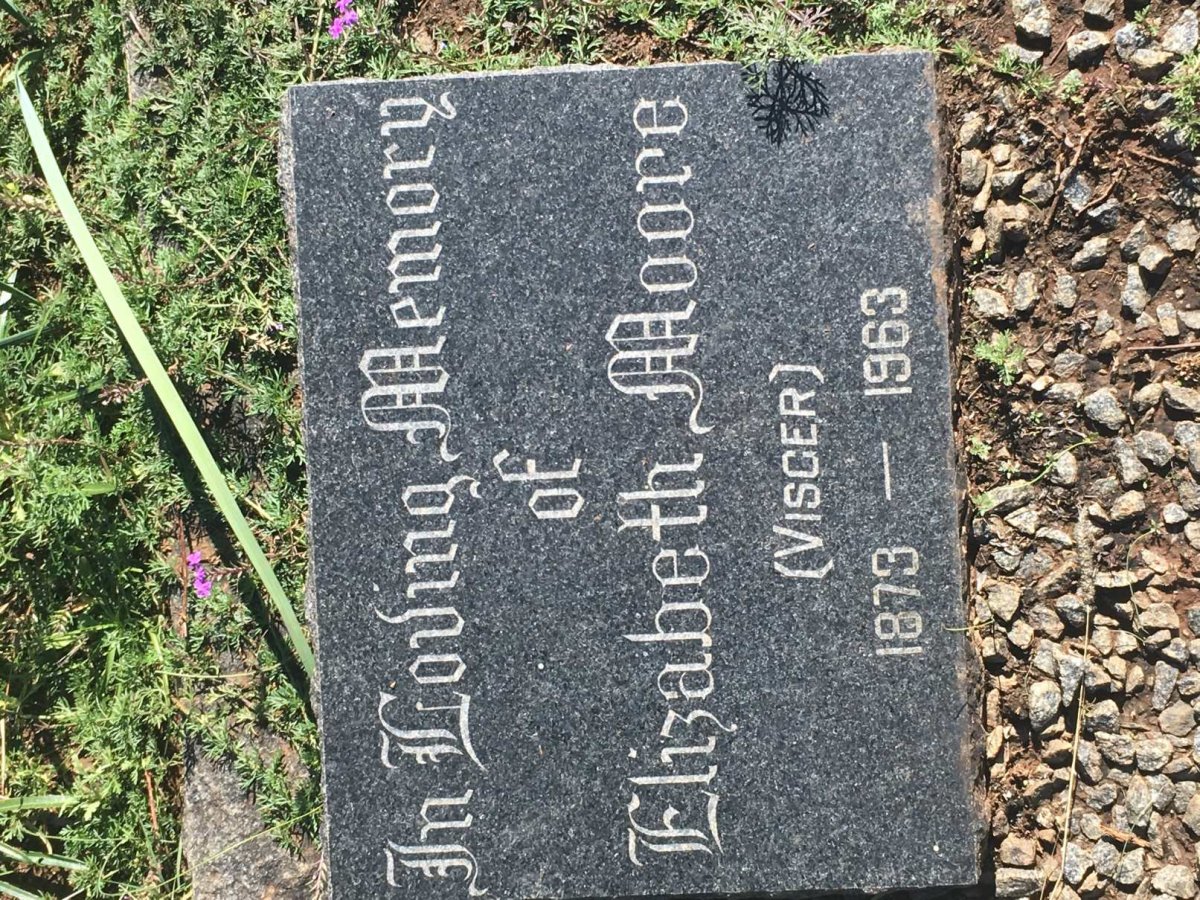 In Loving Memory
of
Elizabeth Moore
(VISCER)
1873 — 1963